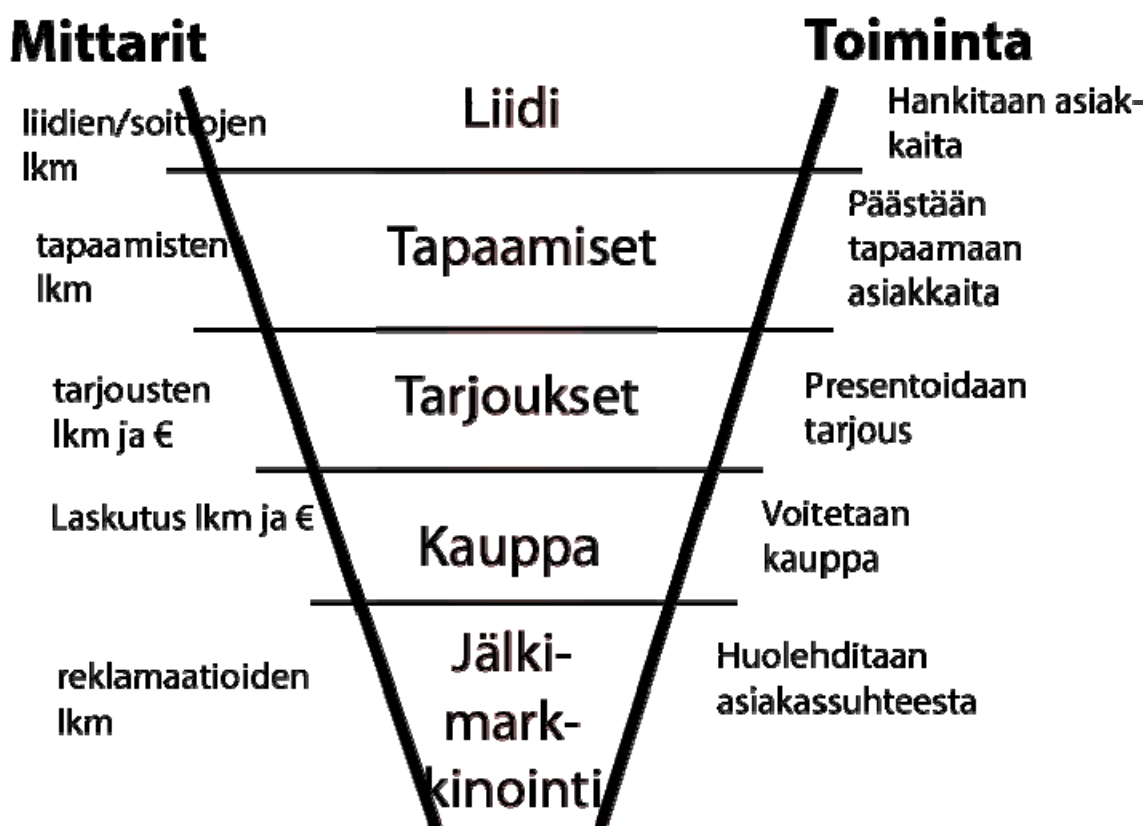 Mittarit
Toiminta
liidien/soittojen
lkm
Liidi
Hankitaan asiak-
kaita
tapaamisten
lkm
Tapaamiset
Päästään
tapaamaan
asiakkaita
tarjousten
lkm ja €
Tarjoukset
Presentoidaan
tarjous
Laskutus lkm ja €
Kauppa
Voitetaan
kauppa
reklamaatioiden
lkm
Jälki-
mark-
kinointi
Huolehditaan
asiakassuhteesta